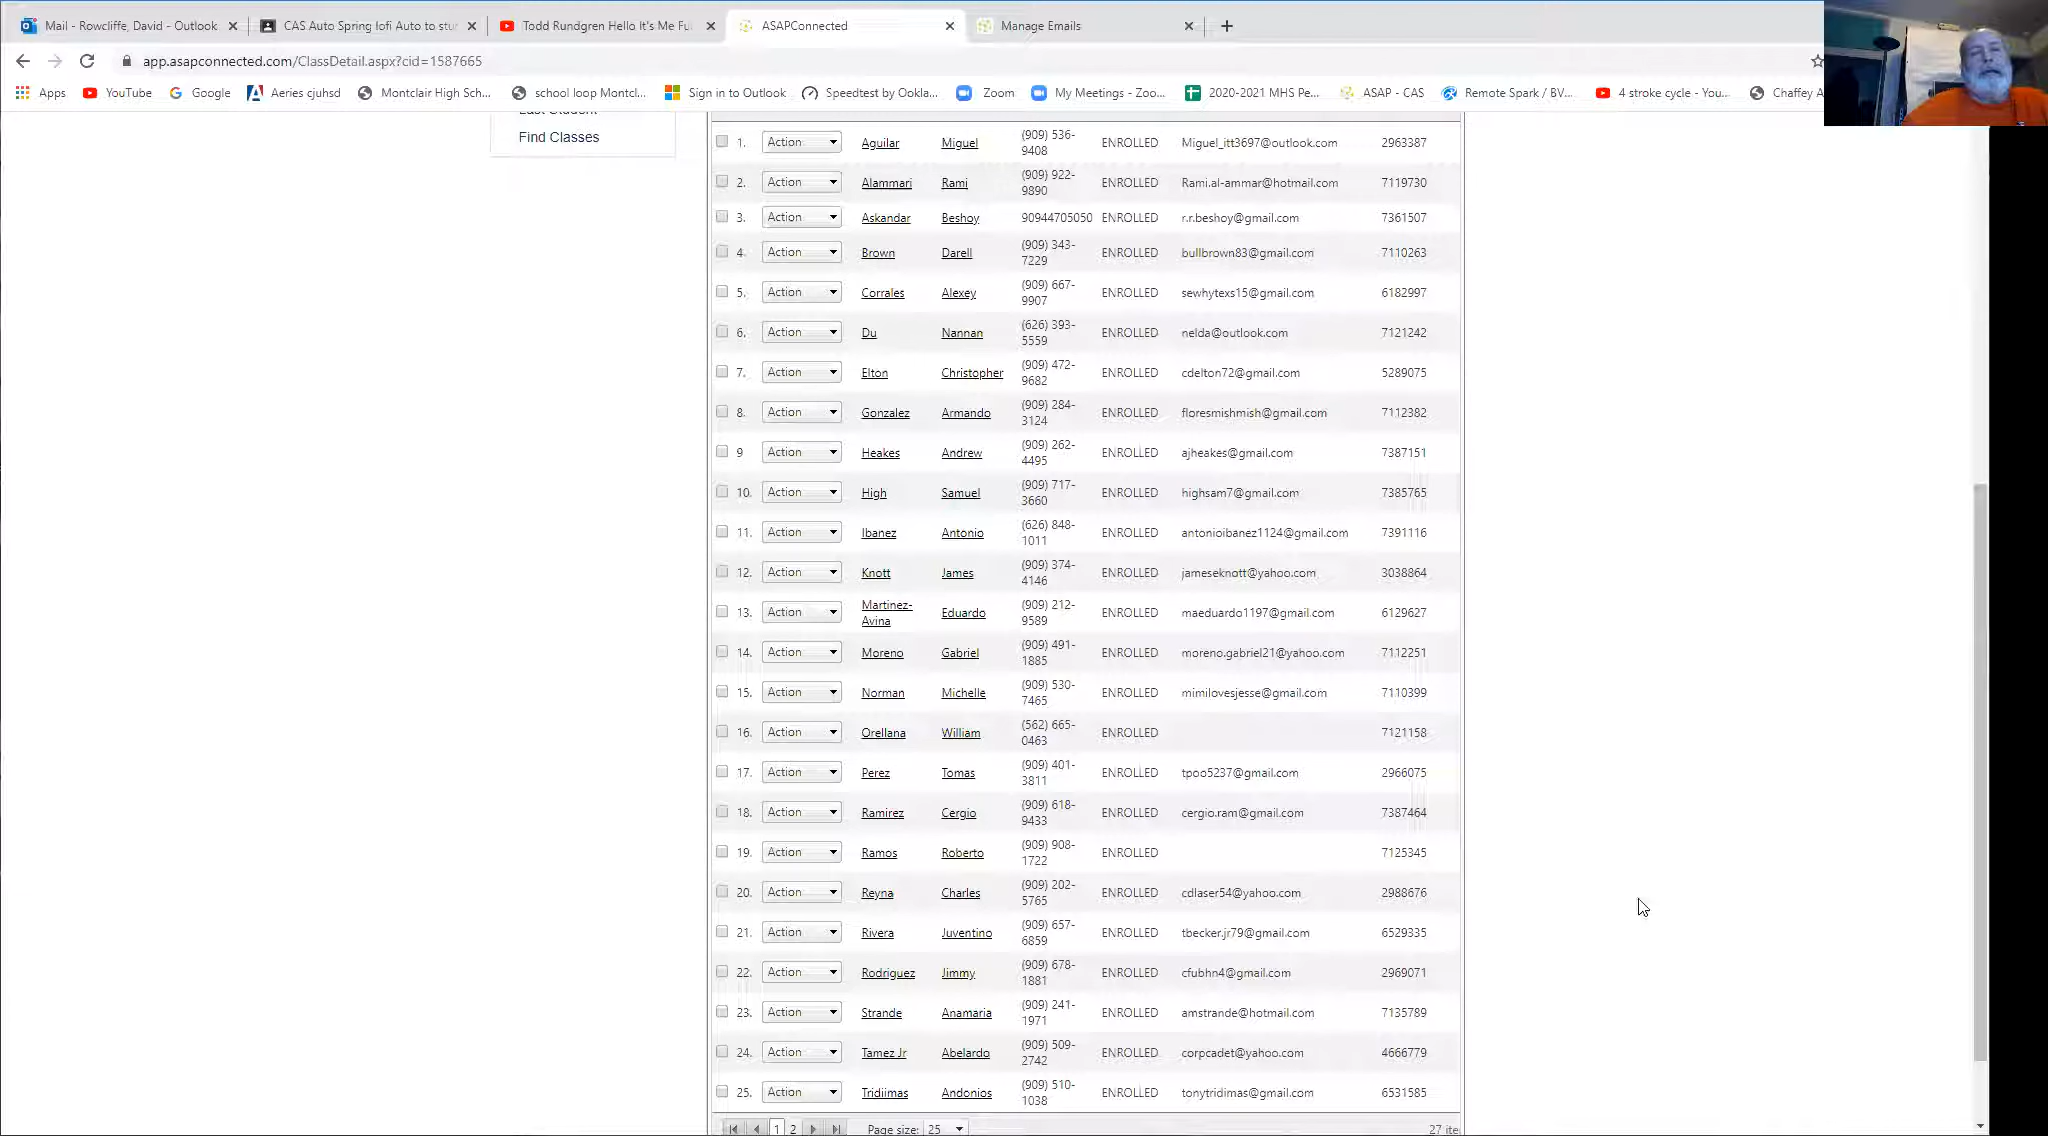 Mail - Rowcliffe, David - Outlook
CAS Auto Spring Iofi Auto to stur
Todd Rundgren Hello It's Me Fu
ASAPConnected
Manage Emails
app.asapconnected.com/ClassDetail.aspx?cid=1587665
Apps YouTube Google Aeries cjuhsd Montclair High Sch... school loop Montcl... Sign in to Outlook Speedtest by Ookla... Zoom My Meetings - Zoo... 2020-2021 MHS Pe... ASAP - CAS Remote Spark / BV... 4 stroke cycle - You... Chaffey A
Last Student
Find Classes
1. Action Aguilar Miguel (909) 536-9408 ENROLLED Miguel_itt3697@outlook.com 2963387
2. Action Alammari Rami (909) 922-9890 ENROLLED Rami.al-ammar@hotmail.com 7119730
3. Action Askandar Beshoy 90944705050 ENROLLED r.r.beshoy@gmail.com 7361507
4. Action Brown Darell (909) 343-7229 ENROLLED bullbrown83@gmail.com 7110263
5. Action Corrales Alexey (909) 667-9907 ENROLLED sewhytexs15@gmail.com 6182997
6. Action Du Nannan (626) 393-5559 ENROLLED nelda@outlook.com 7121242
7. Action Elton Christopher (909) 472-9682 ENROLLED cdelton72@gmail.com 5289075
8. Action Gonzalez Armando (909) 284-3124 ENROLLED floresmishmish@gmail.com 7112382
9 Action Heakes Andrew (909) 262-4495 ENROLLED ajheakes@gmail.com 7387151
10. Action High Samuel (909) 717-3660 ENROLLED highsam7@gmail.com 7385765
11. Action Ibanez Antonio (626) 848-1011 ENROLLED antonioibanez1124@gmail.com 7391116
12. Action Knott James (909) 374-4146 ENROLLED jameseknott@yahoo.com 3038864
13. Action Martinez-Avina Eduardo (909) 212-9589 ENROLLED maeduardo1197@gmail.com 6129627
14. Action Moreno Gabriel (909) 491-1885 ENROLLED moreno.gabriel21@yahoo.com 7112251
15. Action Norman Michelle (909) 530-7465 ENROLLED mimilovesjesse@gmail.com 7110399
16. Action Orellana William (562) 665-0463 ENROLLED 7121158
17. Action Perez Tomas (909) 401-3811 ENROLLED tpoo5237@gmail.com 2966075
18. Action Ramirez Cergio (909) 618-9433 ENROLLED cergio.ram@gmail.com 7387464
19. Action Ramos Roberto (909) 908-1722 ENROLLED 7125345
20. Action Reyna Charles (909) 202-5765 ENROLLED cdlaser54@yahoo.com 2988676
21. Action Rivera Juventino (909) 657-6859 ENROLLED tbecker.jr79@gmail.com 6529335
22. Action Rodriguez Jimmy (909) 678-1881 ENROLLED cfubhn4@gmail.com 2969071
23. Action Strande Anamaria (909) 241-1971 ENROLLED amstrande@hotmail.com 7135789
24. Action Tamez Jr Abelardo (909) 509-2742 ENROLLED corpcadet@yahoo.com 4666779
25. Action Tridiimas Andonios (909) 510-1038 ENROLLED tonytridimas@gmail.com 6531585
1 2 Page size: 25 27 ite